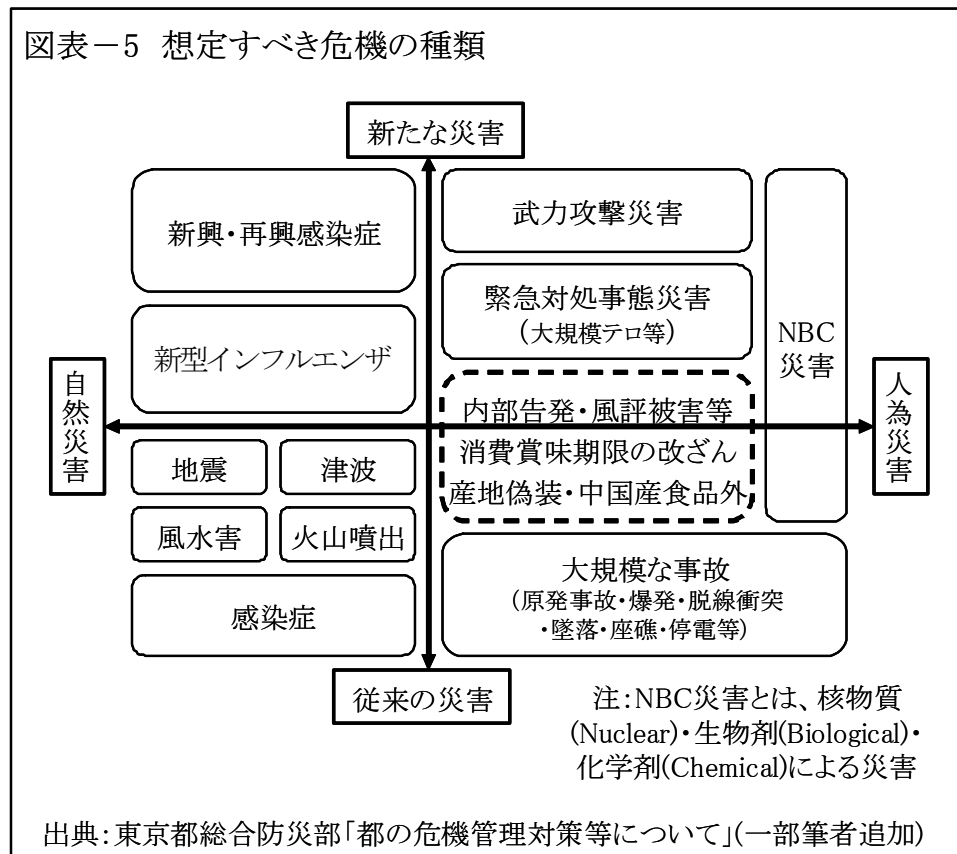 図表－5 想定すべき危機の種類
新たな災害
新興・再興感染症
武力攻撃災害
緊急対処事態災害
(大規模テロ等)
NBC
災害
新型インフルエンザ
自然災害
人為災害
内部告発・風評被害等
消費賞味期限の改ざん
産地偽装・中国産食品外
地震
津波
風水害
火山噴出
感染症
大規模な事故
(原発事故・爆発・脱線衝突
・墜落・座礁・停電等)
従来の災害
注:NBC災害とは、核物質
(Nuclear)・生物剤(Biological)・
化学剤(Chemical)による災害
出典:東京都総合防災部「都の危機管理対策等について」(一部筆者追加)